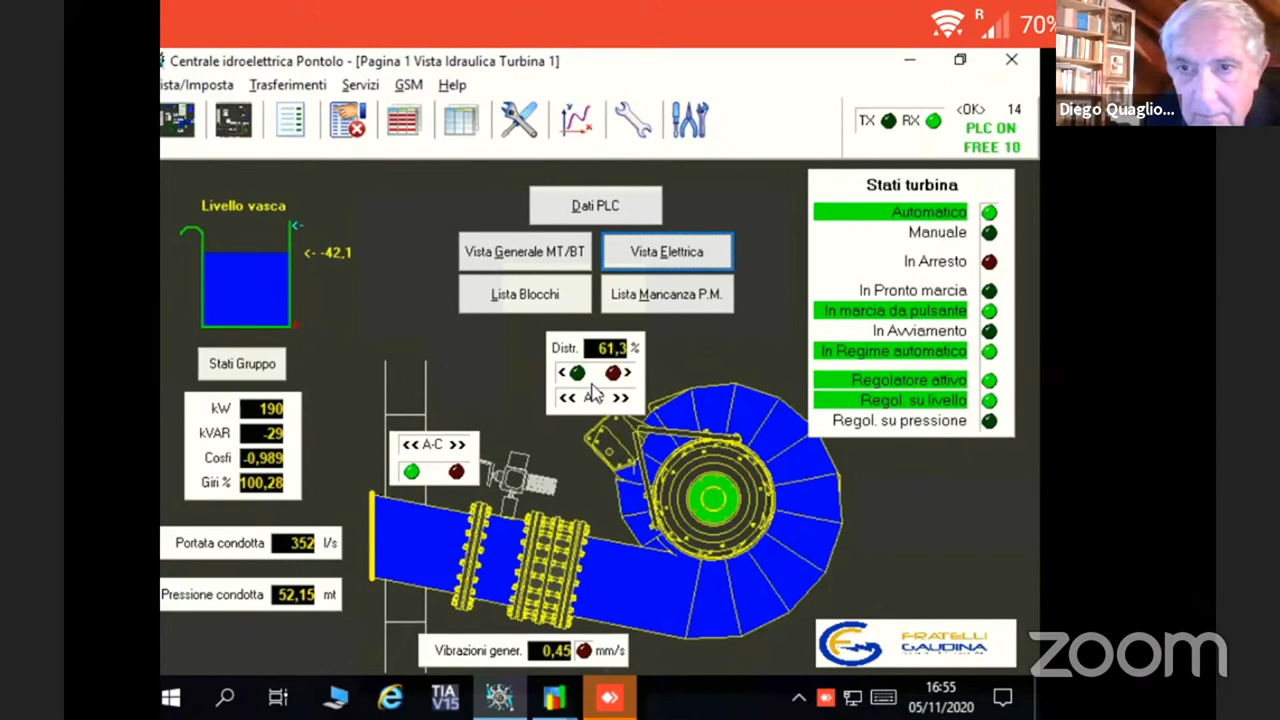 R 70%
Centrale idroelettrica Pontolo - [Pagina 1 Vista Idraulica Turbina 1]
ista/Imposta Trasferimenti Servizi GSM Help
TX RX <OK> 14
PLC ON
FREE 10
Diego Quaglio...
Livello vasca
<-
<- -42,1
Dati PLC
Vista Generale MT/BT Vista Elettrica
Lista Blocchi Lista Mancanza P.M.
Stati turbina
Automatico
Manuale
In Arresto
In Pronto marcia
In marcia da pulsante
In Avviamento
In Regime automatico
Regolatore attivo
Regol. su livello
Regol. su pressione
Distr. 61,3 %
< >
<< A >>
Stati Gruppo
kW 190
kVAR -29
Cosfi -0,989
Giri % 100,28
<< A-C >>
Portata condotta 352 l/s
Pressione condotta 52,15 mt
Vibrazioni gener. 0,45 mm/s
FRATELLI
GAUDINA
zoom
TIA
V15
16:55
05/11/2020